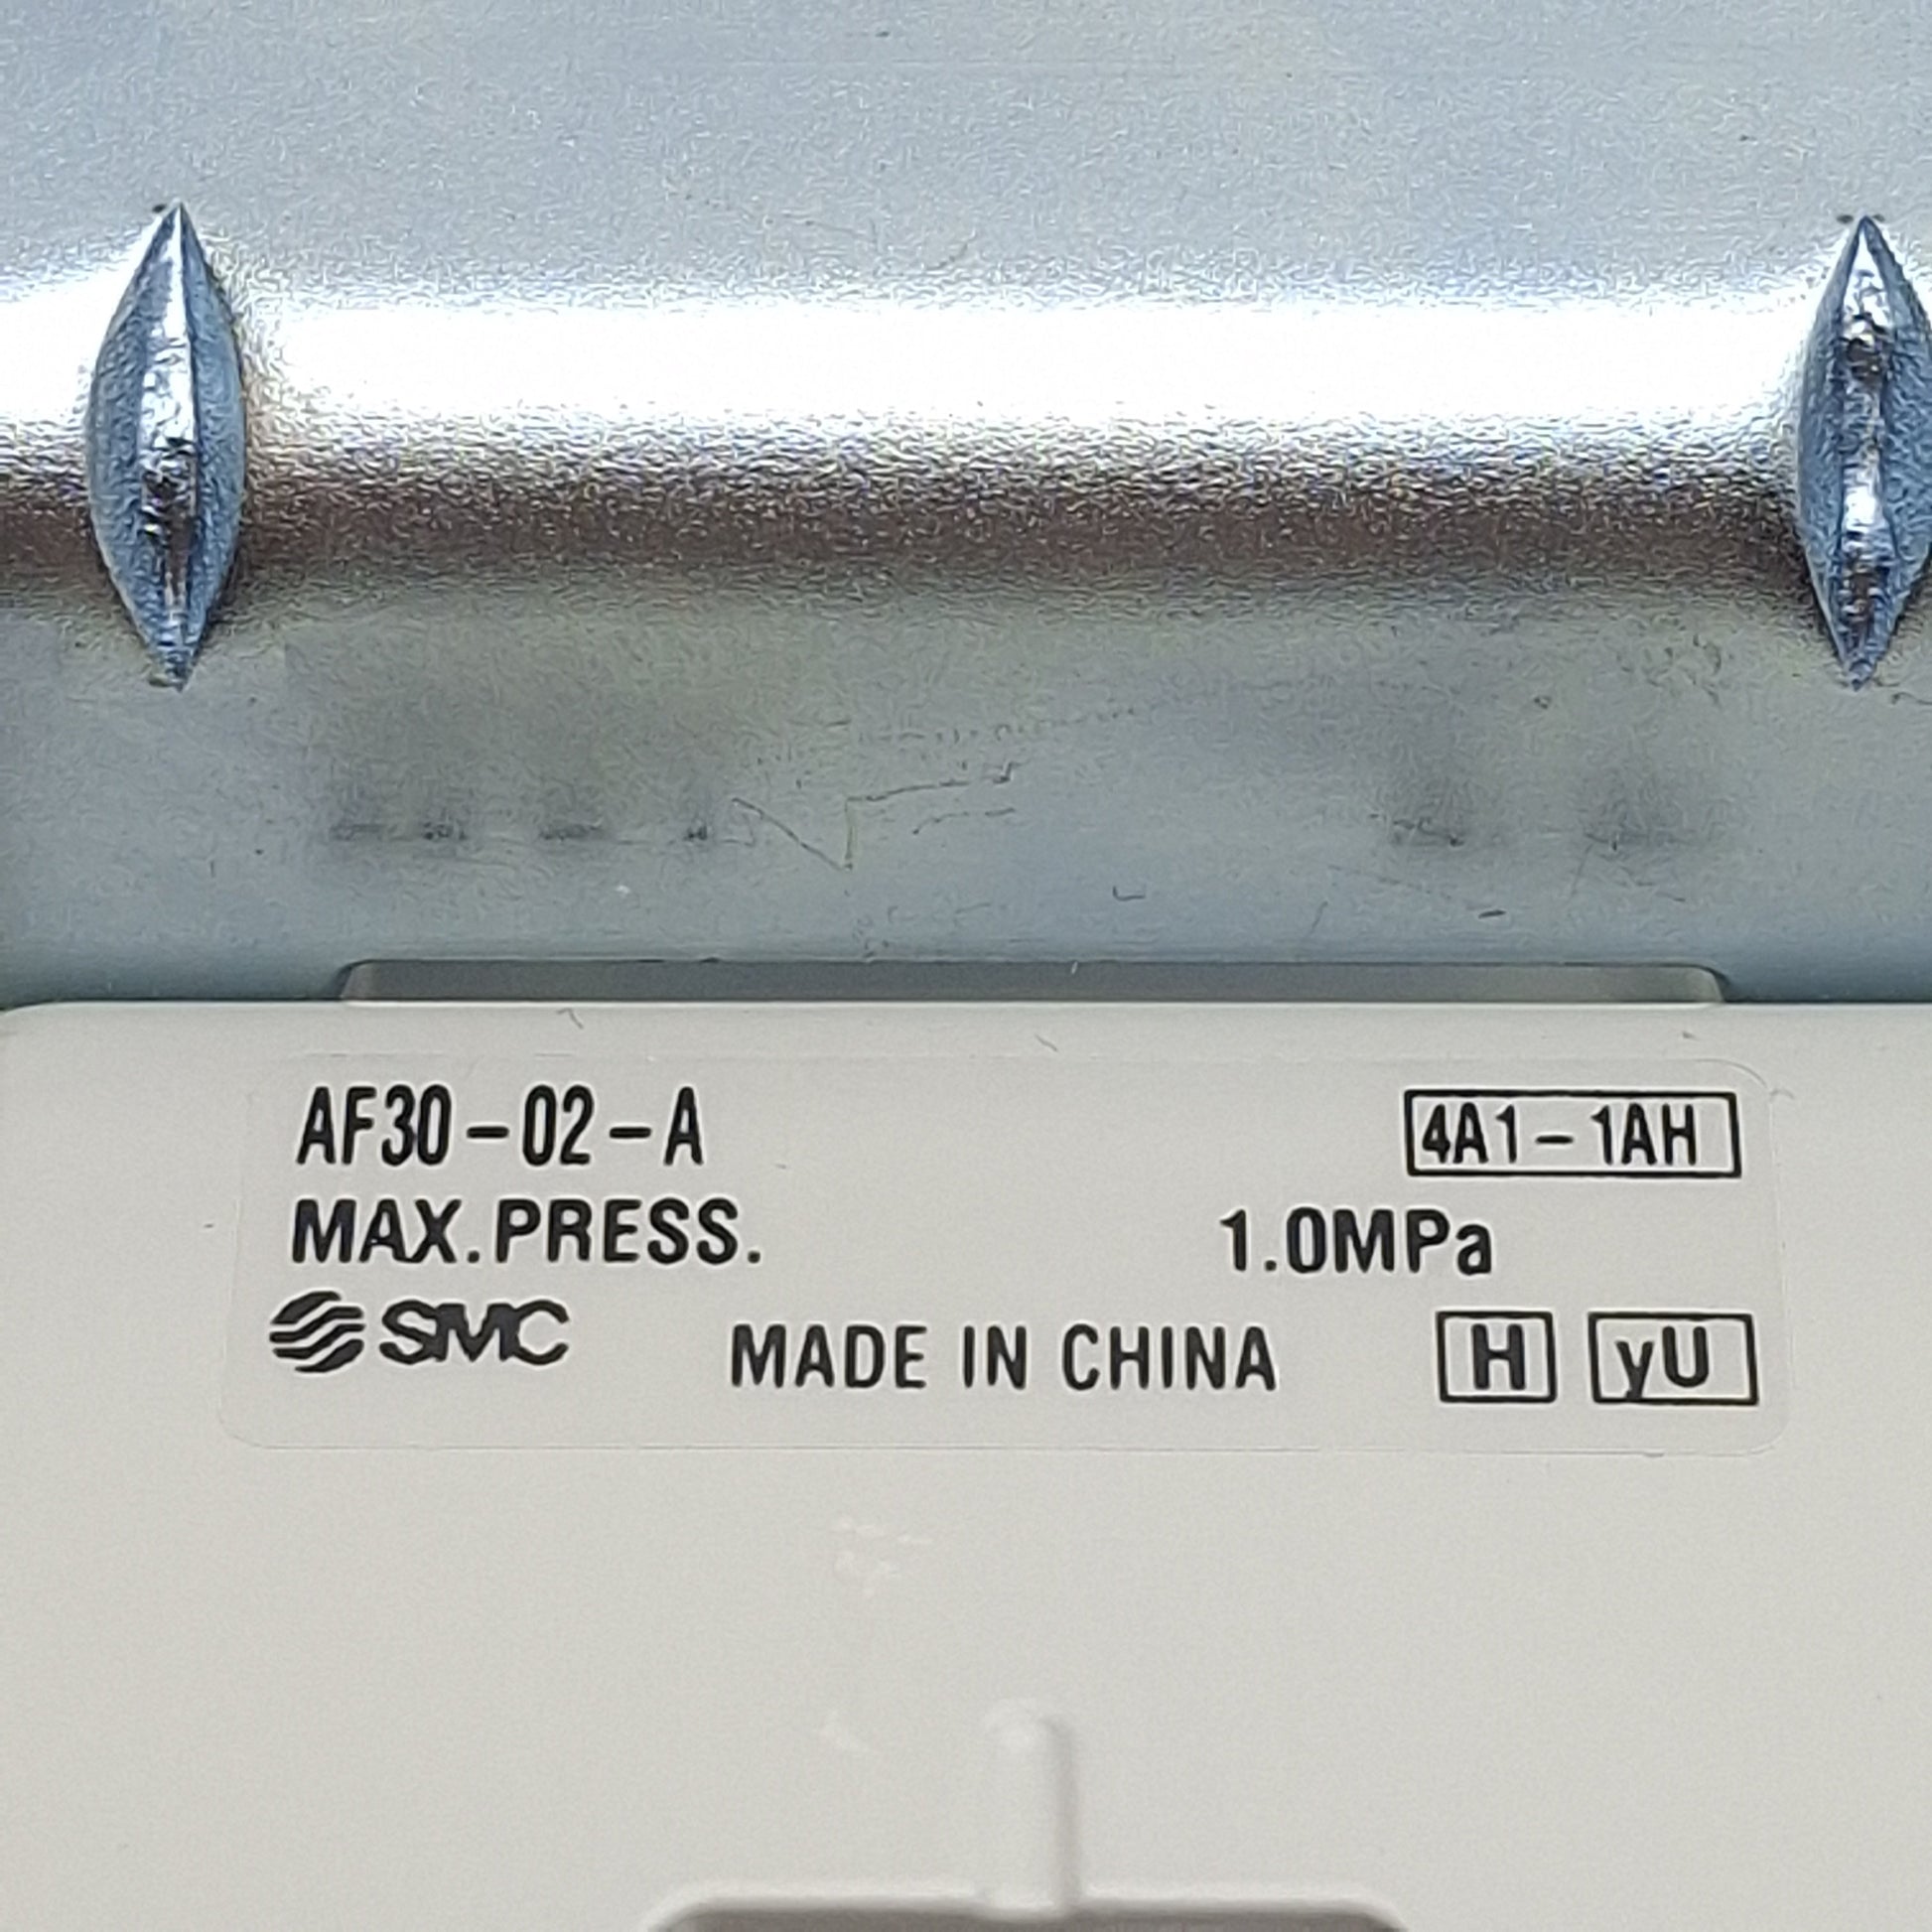 AF30-02-A 4A1-1AH
MAX.PRESS. 1.0MPa
SMC MADE IN CHINA H yU